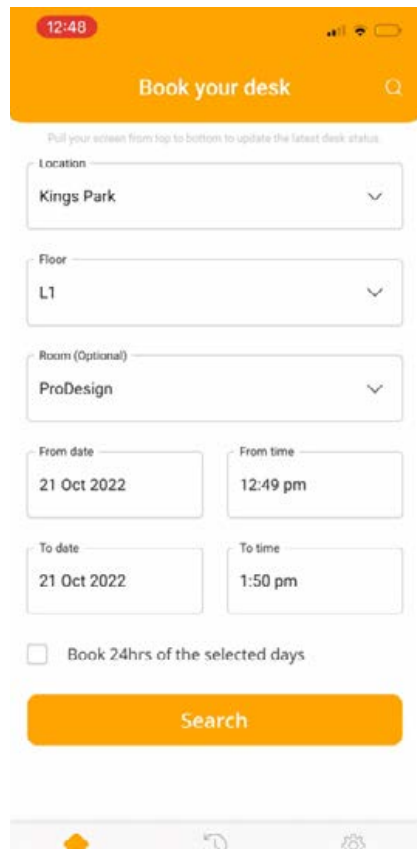 12:48
Book your desk
Pull your screen from top to bottom to update the latest desk status.
Location
Kings Park
Floor
L1
Room (Optional)
ProDesign
From date
From time
21 Oct 2022
12:49 pm
To date
To time
21 Oct 2022
1:50 pm
Book 24hrs of the selected days
Search